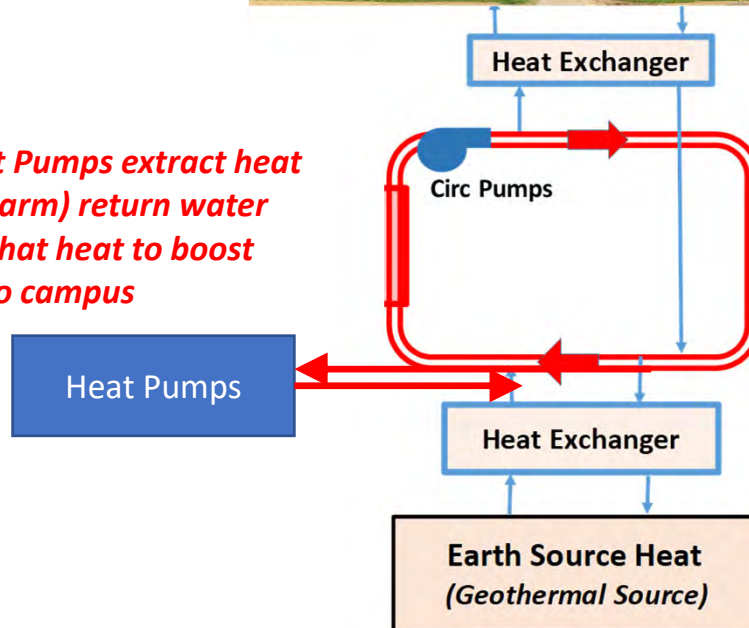 Heat Exchanger
t Pumps extract heat
arm) return water
hat heat to boost
o campus
Circ Pumps
Heat Pumps
Heat Exchanger
Earth Source Heat
(Geothermal Source)